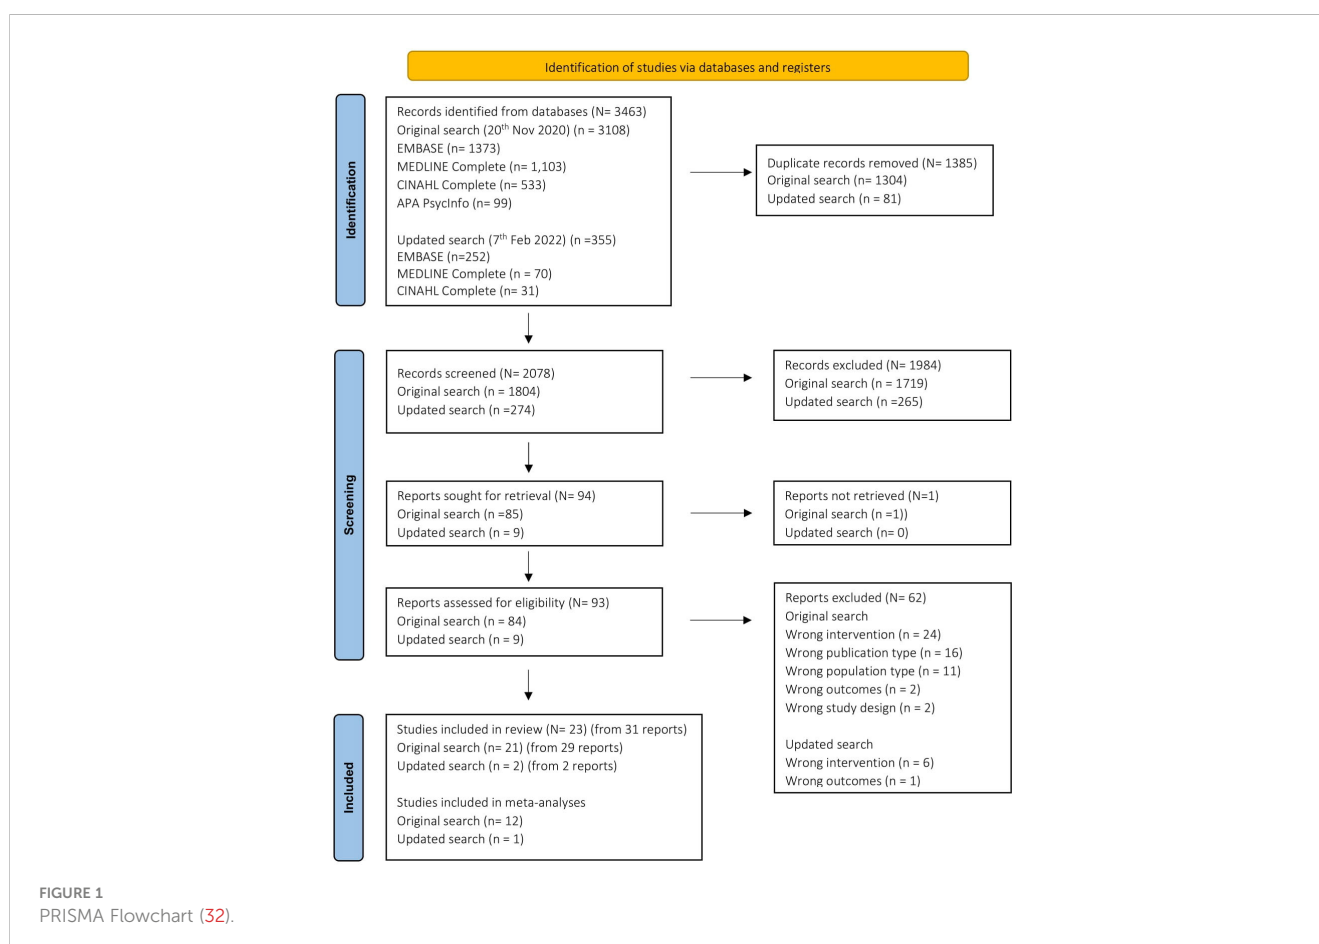 Identification of studies via databases and registers
Identification
Records identified from databases (N= 3463)
Original search (20th Nov 2020) (n = 3108)
EMBASE (n= 1373)
MEDLINE Complete (n= 1,103)
CINAHL Complete (n= 533)
APA PsycInfo (n= 99)
Updated search (7th Feb 2022) (n =355)
EMBASE (n=252)
MEDLINE Complete (n = 70)
CINAHL Complete (n= 31)
Duplicate records removed (N= 1385)
Original search (n= 1304)
Updated search (n = 81)
Screening
Records screened (N= 2078)
Original search (n = 1804)
Updated search (n =274)
Records excluded (N= 1984)
Original search (n = 1719)
Updated search (n =265)
Reports sought for retrieval (N= 94)
Original search (n =85)
Updated search (n = 9)
Reports not retrieved (N=1)
Original search (n =1))
Updated search (n= 0)
Reports assessed for eligibility (N= 93)
Original search (n = 84)
Updated search (n = 9)
Reports excluded (N= 62)
Original search
Wrong intervention (n = 24)
Wrong publication type (n = 16)
Wrong population type (n = 11)
Wrong outcomes (n = 2)
Wrong study design (n = 2)
Updated search
Wrong intervention (n = 6)
Wrong outcomes (n = 1)
Included
Studies included in review (N= 23) (from 31 reports)
Original search (n= 21) (from 29 reports)
Updated search (n = 2) (from 2 reports)
Studies included in meta-analyses
Original search (n= 12)
Updated search (n = 1)
FIGURE 1
PRISMA Flowchart (32).